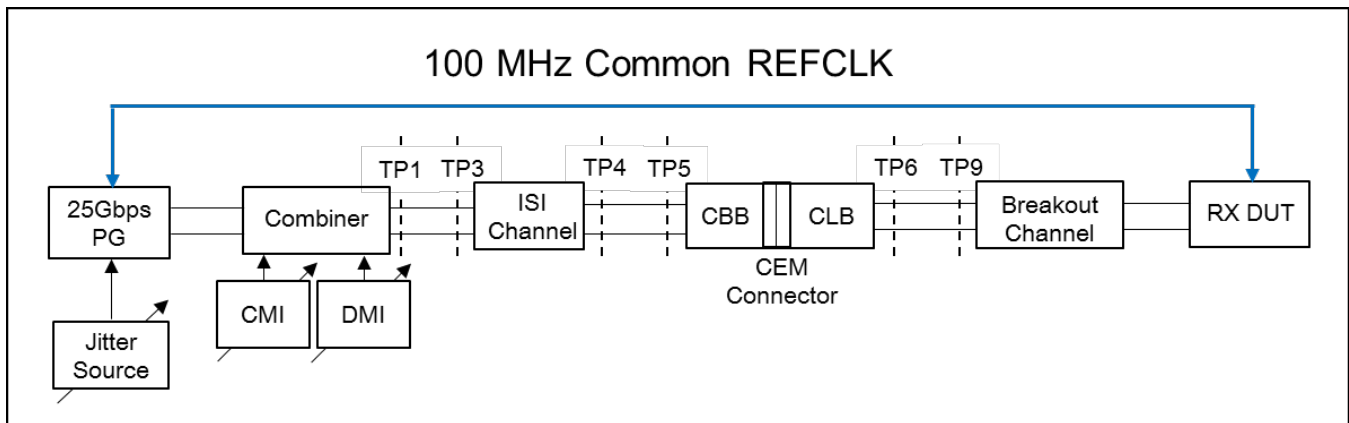 100 MHz Common REFCLK
TP1
TP3
TP4
TP5
TP6
TP9
25Gbps
PG
Combiner
ISI
Channel
CBB
CLB
Breakout
Channel
RX DUT
CEM
Connector
CMI
DMI
Jitter
Source